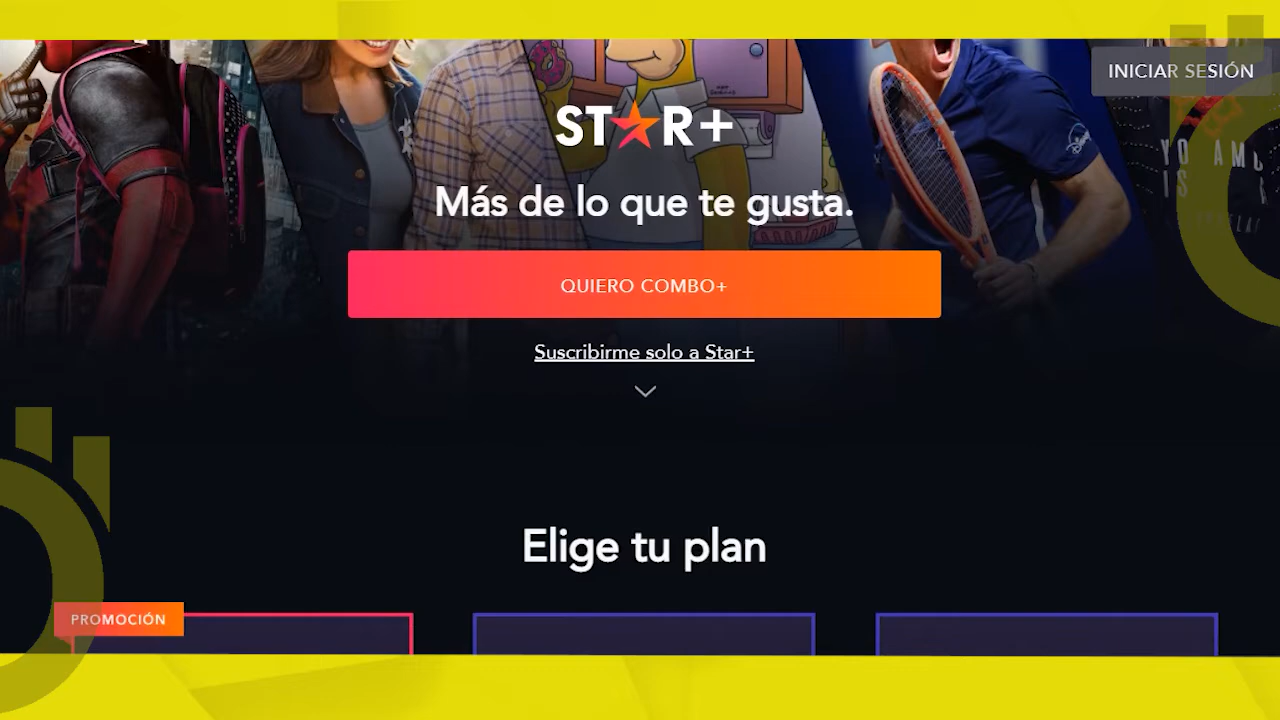 INICIAR SESIÓN
STAR+
Más de lo que te gusta.
QUIERO COMBO+
Suscribirme solo a Star+
Elige tu plan
PROMOCIÓN